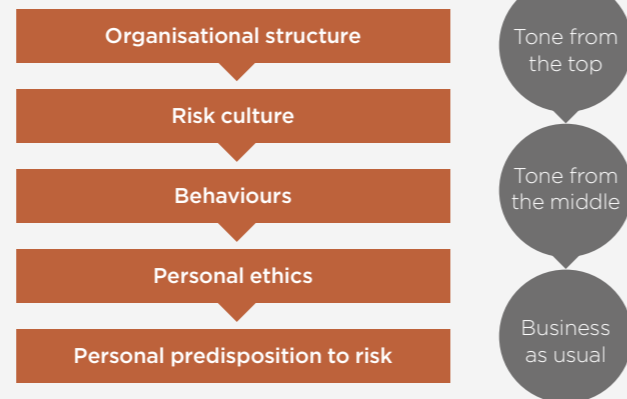 Organisational structure
Risk culture
Behaviours
Personal ethics
Personal predisposition to risk
Tone from
the top
Tone from
the middle
Business
as usual